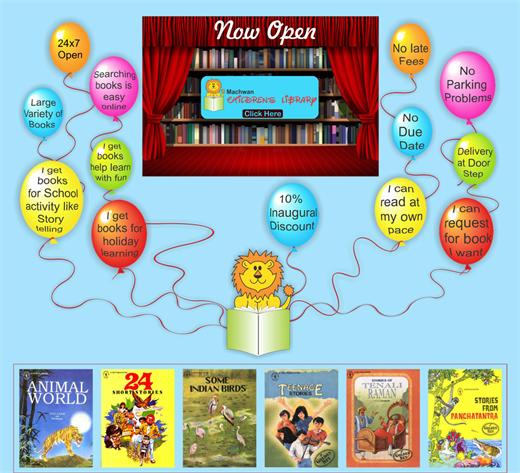 Now Open
Machwan
CHILDREN'S LIBRARY
Click Here
24x7
Open
Searching
books is
easy
online
Large
Variety of
Books
I get
books
help learn
with fun
I get
books
for School
activity like
Story
telling
I get
books for
holiday
learning
10%
Inaugural
Discount
No late
Fees
No
Parking
Problems
No
Due
Date
Delivery
at Door
Step
I can
read at
my own
pace
I can
request
for book
I want
ANIMAL
WORLD
24
SHORT STORIES
SOME
INDIAN BIRDS
TEENAGE
STORIES
STORIES OF
TENALI
RAMAN
STORIES
FROM
PANCHATANTRA